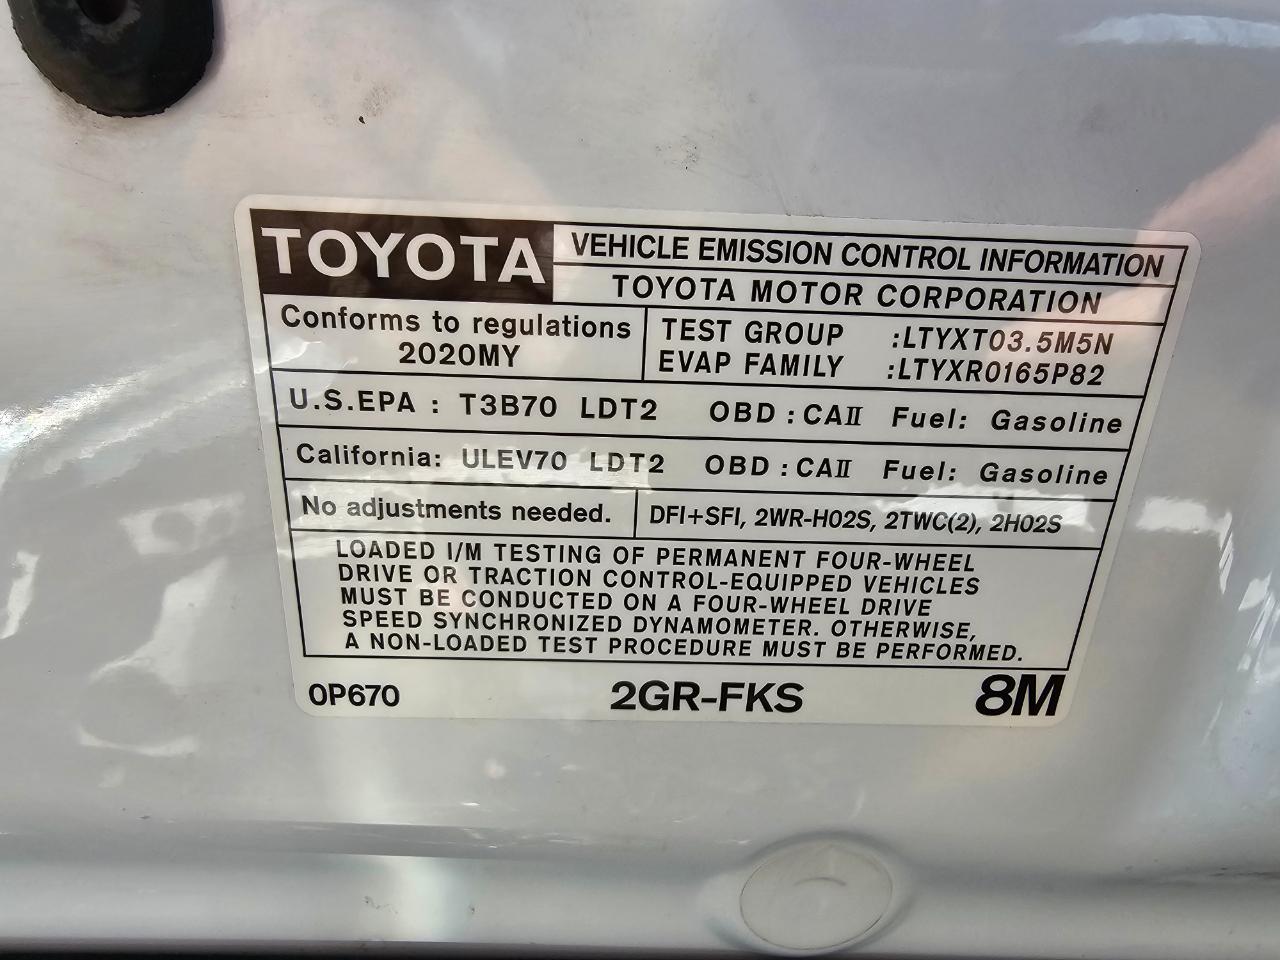 TOYOTA
VEHICLE EMISSION CONTROL INFORMATION
TOYOTA MOTOR CORPORATION
Conforms to regulations
2020MY
TEST GROUP :LTYXT03.5M5N
EVAP FAMILY :LTYXR0165P82
U.S.EPA : T3B70 LDT2 OBD : CAⅡ Fuel: Gasoline
California: ULEV70 LDT2 OBD : CAⅡ Fuel: Gasoline
No adjustments needed.
DFI+SFI, 2WR-HO2S, 2TWC(2), 2HO2S
LOADED I/M TESTING OF PERMANENT FOUR-WHEEL
DRIVE OR TRACTION CONTROL-EQUIPPED VEHICLES
MUST BE CONDUCTED ON A FOUR-WHEEL DRIVE
SPEED SYNCHRONIZED DYNAMOMETER. OTHERWISE,
A NON-LOADED TEST PROCEDURE MUST BE PERFORMED.
0P670 2GR-FKS 8M